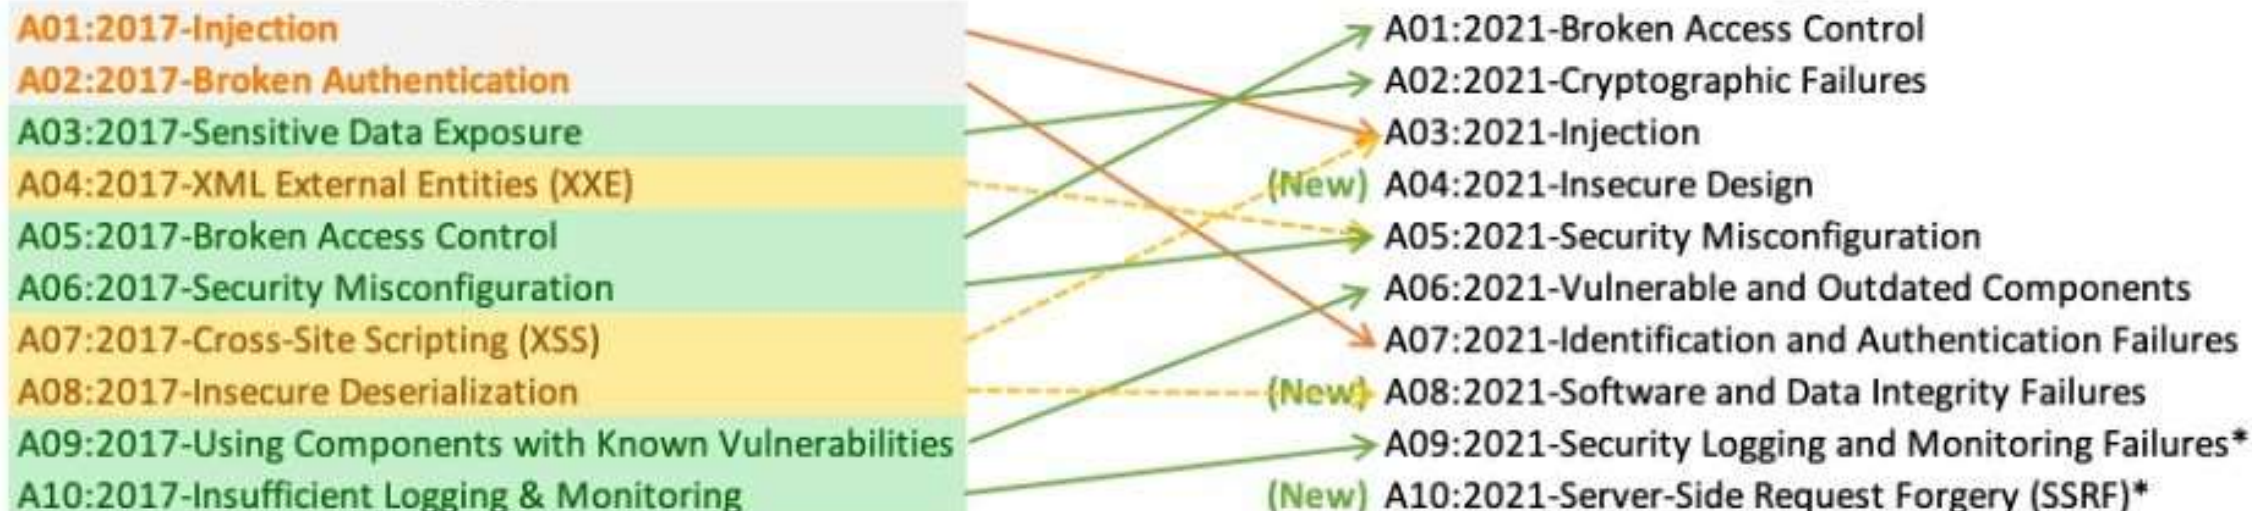 A01:2017-Injection
A02:2017-Broken Authentication
A03:2017-Sensitive Data Exposure
A04:2017-XML External Entities (XXE)
A05:2017-Broken Access Control
A06:2017-Security Misconfiguration
A07:2017-Cross-Site Scripting (XSS)
A08:2017-Insecure Deserialization
A09:2017-Using Components with Known Vulnerabilities
A10:2017-Insufficient Logging & Monitoring
A01:2021-Broken Access Control
A02:2021-Cryptographic Failures
A03:2021-Injection
(New) A04:2021-Insecure Design
A05:2021-Security Misconfiguration
A06:2021-Vulnerable and Outdated Components
A07:2021-Identification and Authentication Failures
(New) A08:2021-Software and Data Integrity Failures
A09:2021-Security Logging and Monitoring Failures*
(New) A10:2021-Server-Side Request Forgery (SSRF)*